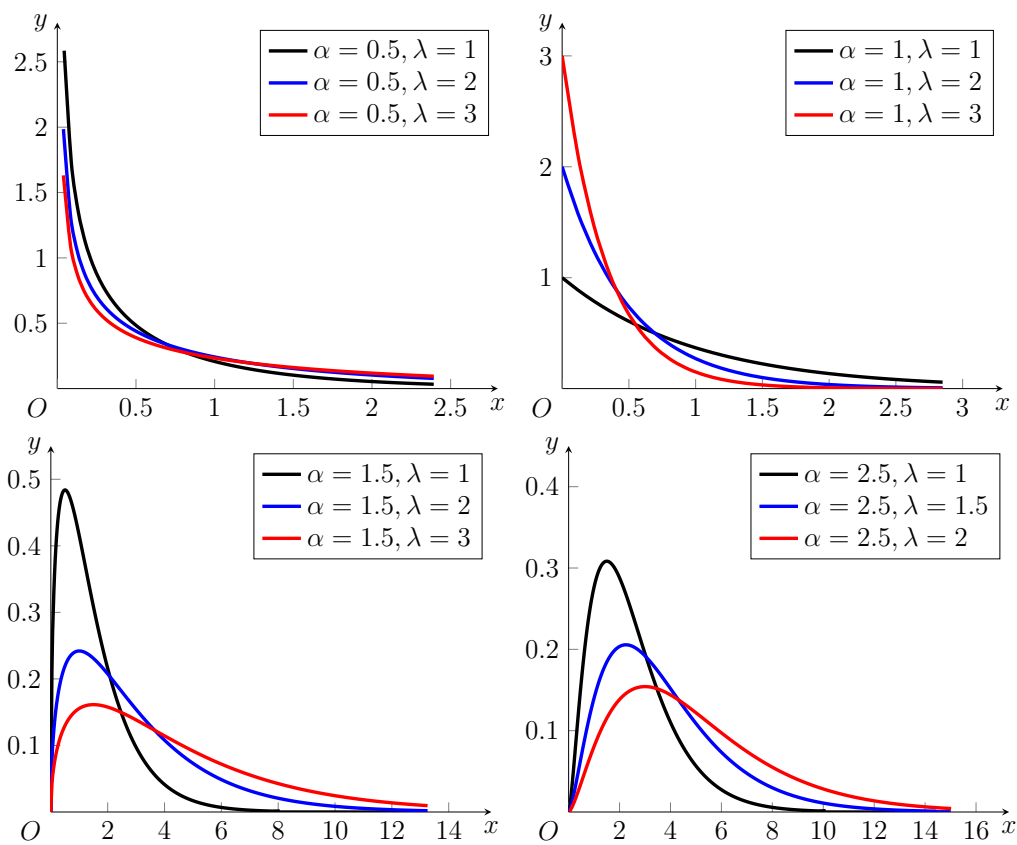 y
α = 0.5, λ = 1
α = 0.5, λ = 2
α = 0.5, λ = 3
2.5
2
1.5
1
0.5
O
0.5 1 1.5 2 2.5 x
y
α = 1, λ = 1
α = 1, λ = 2
α = 1, λ = 3
3
2
1
O
0.5 1 1.5 2 2.5 3 x
y
α = 1.5, λ = 1
α = 1.5, λ = 2
α = 1.5, λ = 3
0.5
0.4
0.3
0.2
0.1
O
2 4 6 8 10 12 14 x
y
α = 2.5, λ = 1
α = 2.5, λ = 1.5
α = 2.5, λ = 2
0.4
0.3
0.2
0.1
O
2 4 6 8 10 12 14 16 x